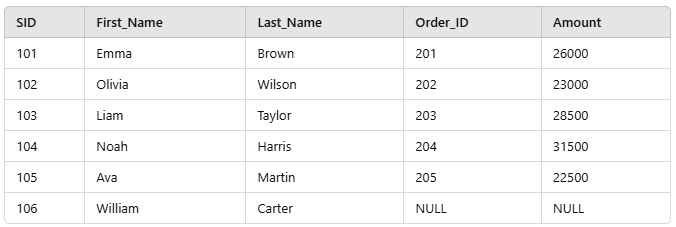 SID First_Name Last_Name Order_ID Amount
101 Emma Brown 201 26000
102 Olivia Wilson 202 23000
103 Liam Taylor 203 28500
104 Noah Harris 204 31500
105 Ava Martin 205 22500
106 William Carter NULL NULL